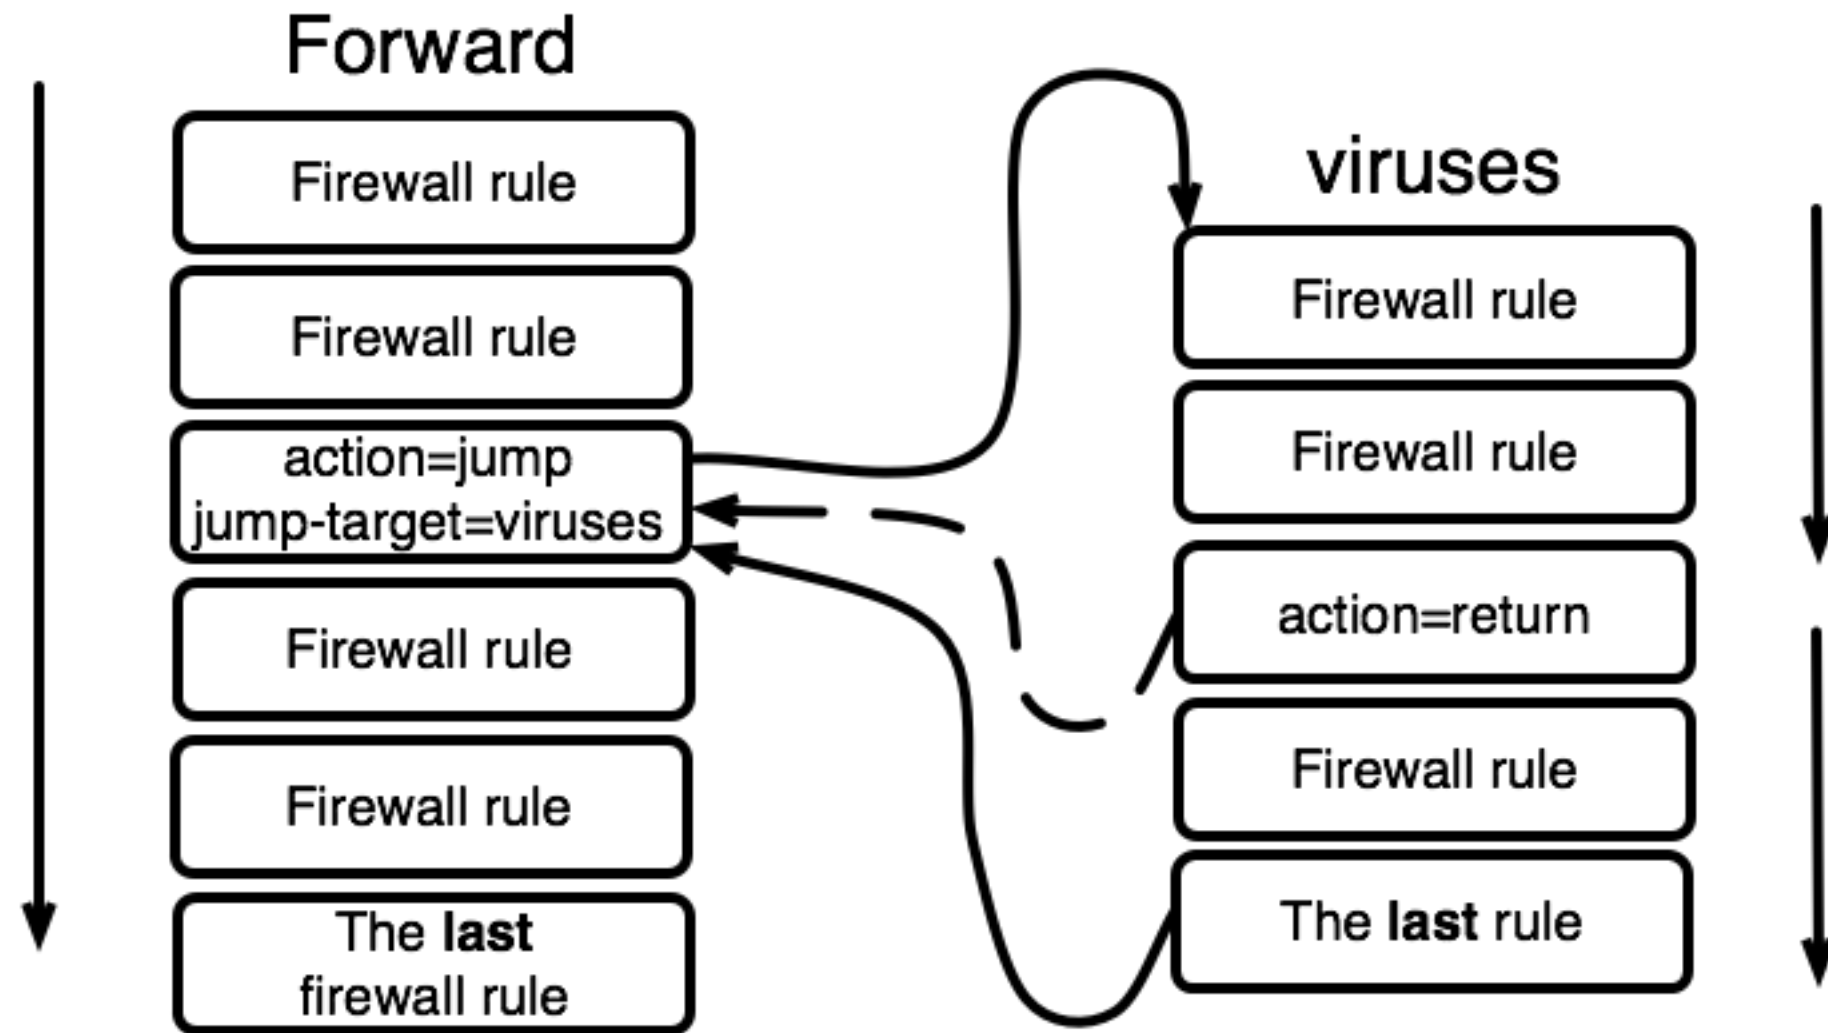 Forward
Firewall rule
Firewall rule
action=jump
jump-target=viruses
Firewall rule
Firewall rule
The last
firewall rule
viruses
Firewall rule
Firewall rule
action=return
Firewall rule
The last rule